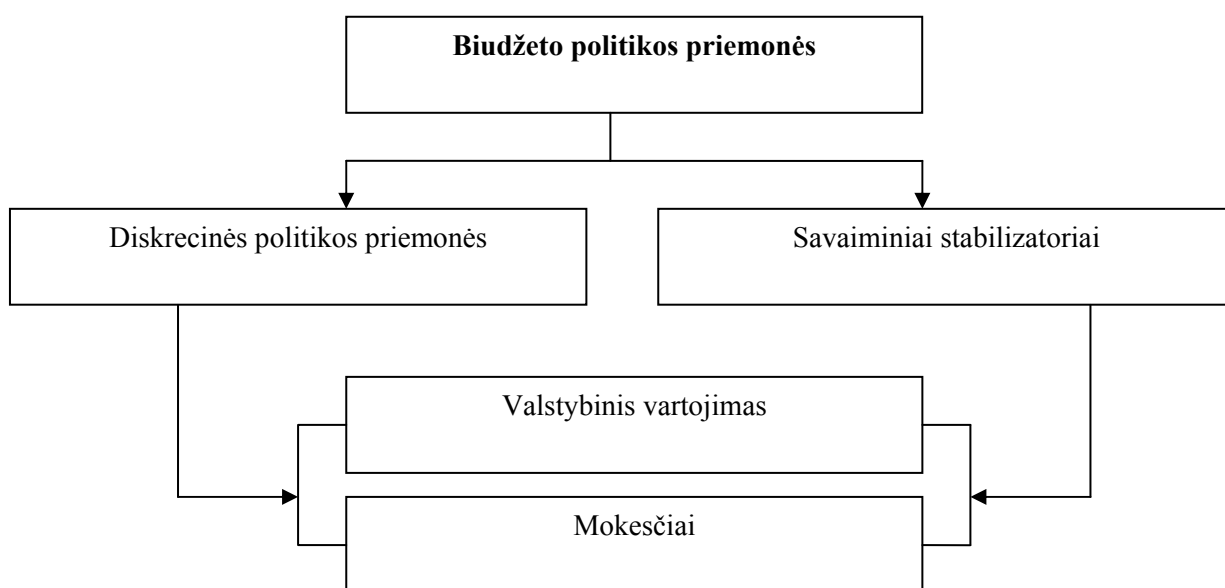 Biudžeto politikos priemonės
Diskrecinės politikos priemonės
Savaiminiai stabilizatoriai
Valstybinis vartojimas
Mokesčiai